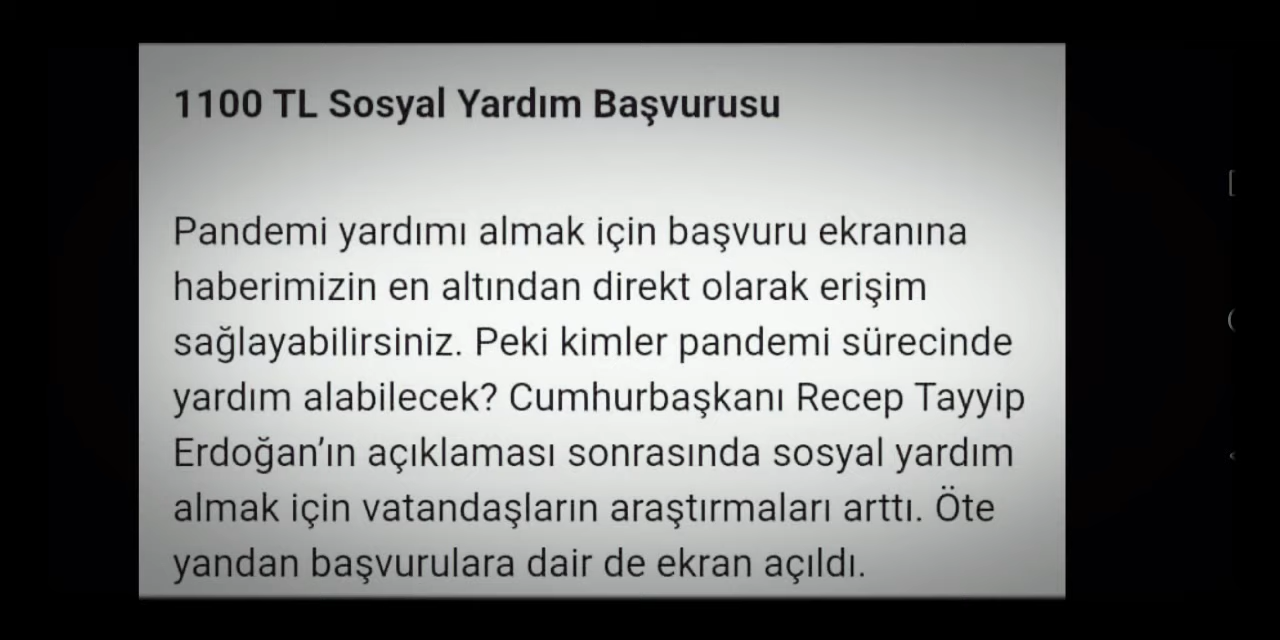 1100 TL Sosyal Yardım Başvurusu
Pandemi yardımı almak için başvuru ekranına
haberimizin en altından direkt olarak erişim
sağlayabilirsiniz. Peki kimler pandemi sürecinde
yardım alabilecek? Cumhurbaşkanı Recep Tayyip
Erdoğan’ın açıklaması sonrasında sosyal yardım
almak için vatandaşların araştırmaları arttı. Öte
yandan başvurulara dair de ekran açıldı.